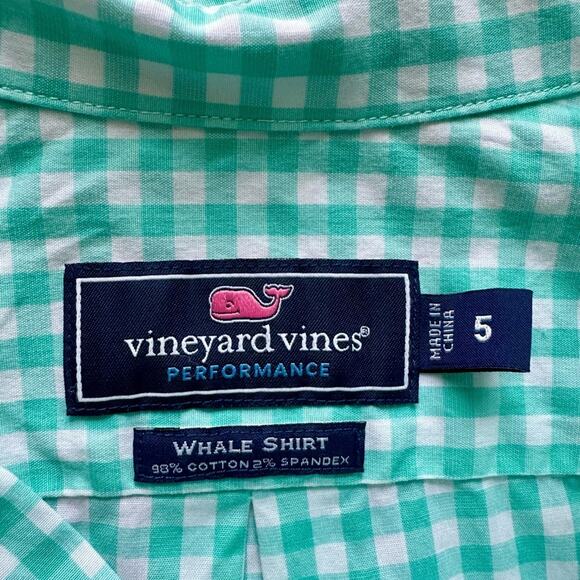 vineyard vines®
PERFORMANCE
MADE IN
CHINA
5
WHALE SHIRT
98% COTTON 2% SPANDEX